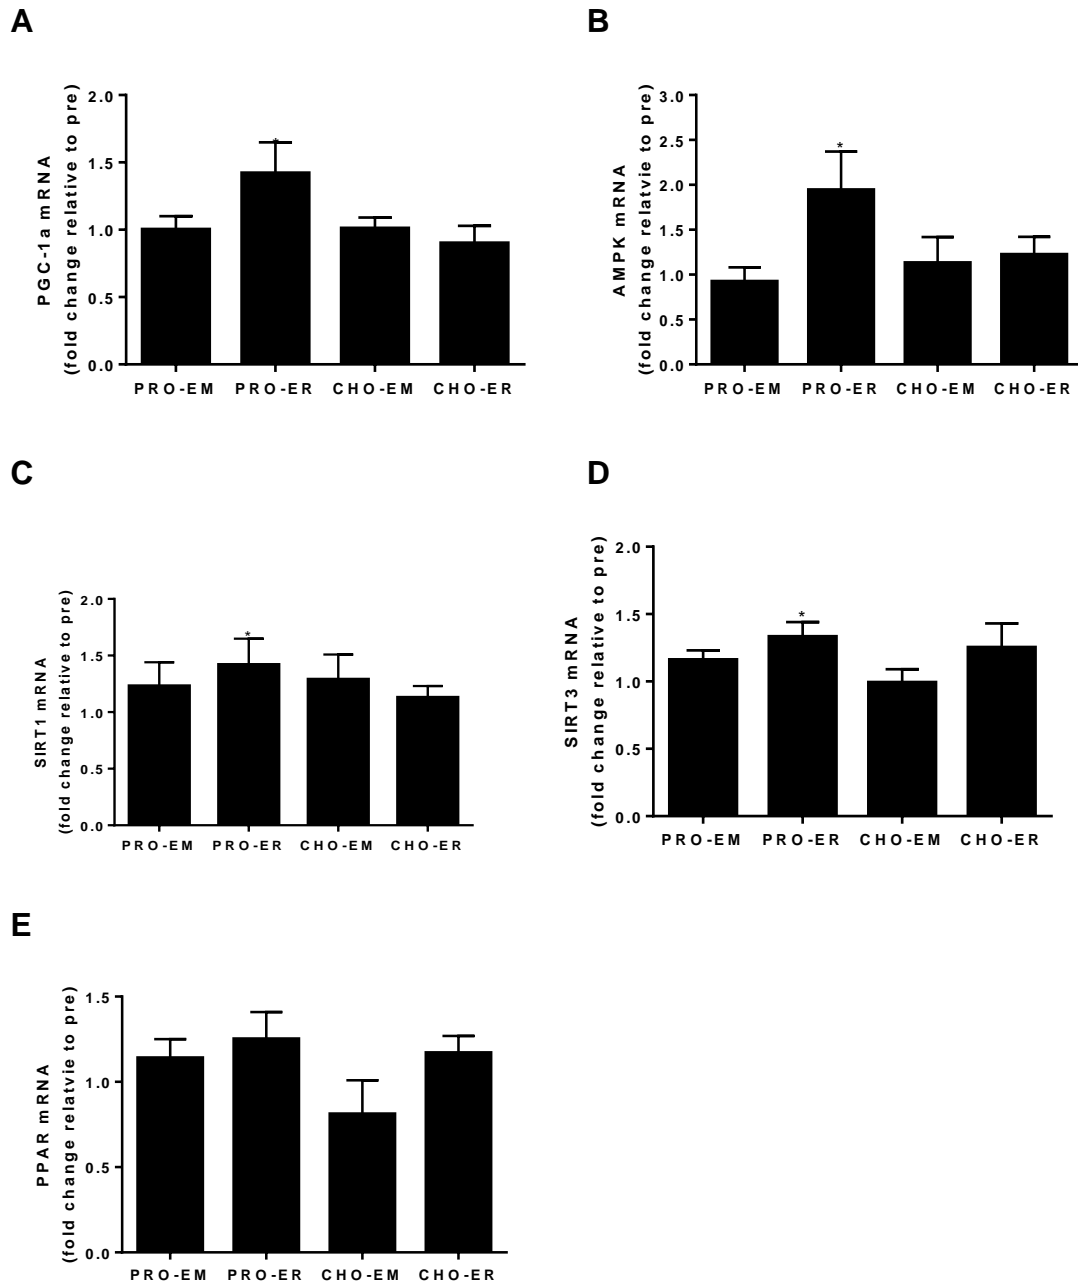 A
PGC-1a mRNA
(fold change relative to pre)
2.0
1.5
1.0
0.5
0.0
*
PRO-EM PRO-ER CHO-EM CHO-ER
B
AMPK mRNA
(fold change relatvie to pre)
3.0
2.5
2.0
1.5
1.0
0.5
0.0
*
PRO-EM PRO-ER CHO-EM CHO-ER
C
SIRT1 mRNA
(fold change relative to pre)
2.0
1.5
1.0
0.5
0.0
*
PRO-EM PRO-ER CHO-EM CHO-ER
D
SIRT3 mRNA
(fold change relative to pre)
2.0
1.5
1.0
0.5
0.0
*
PRO-EM PRO-ER CHO-EM CHO-ER
E
PPAR mRNA
(fold change relatvie to pre)
1.5
1.0
0.5
0.0
PRO-EM PRO-ER CHO-EM CHO-ER